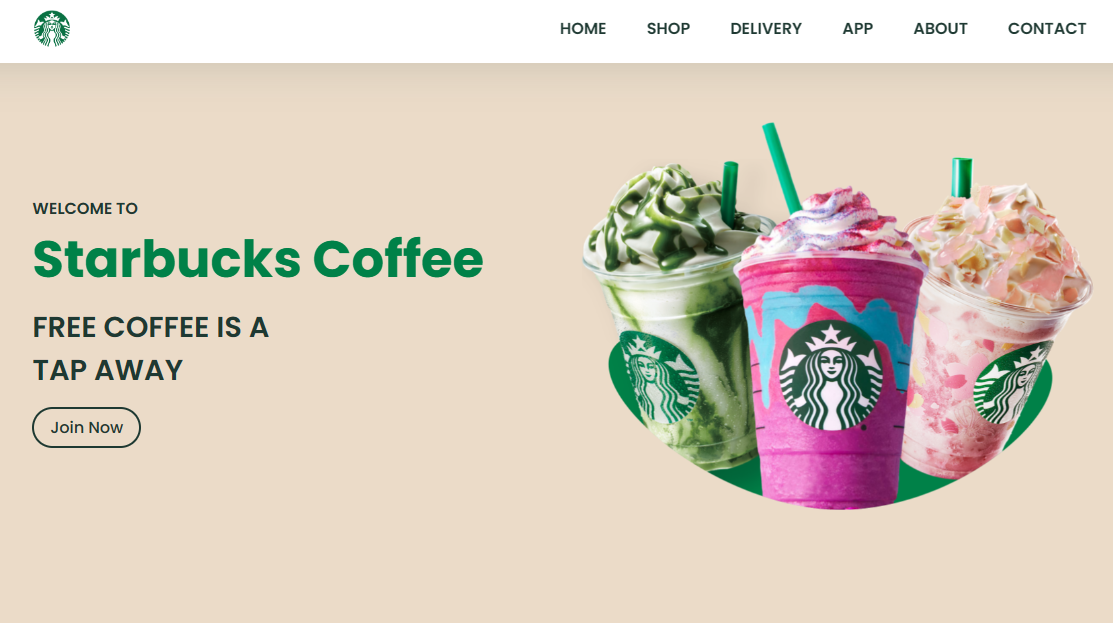 HOME SHOP DELIVERY APP ABOUT CONTACT
WELCOME TO
Starbucks Coffee
FREE COFFEE IS A
TAP AWAY
Join Now